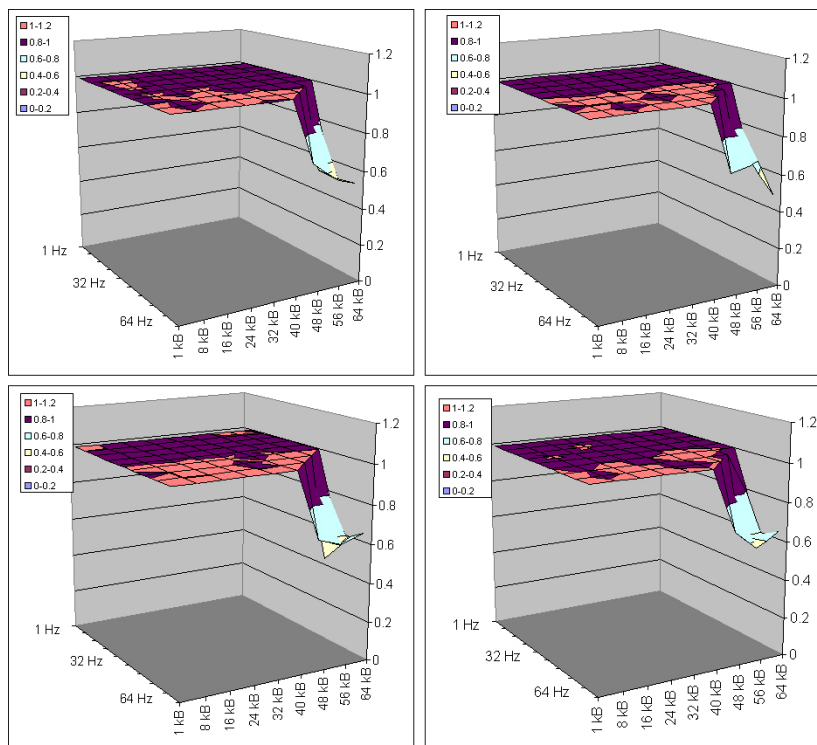 1-1.2
0.8-1
0.6-0.8
0.4-0.6
0.2-0.4
0-0.2
1.2
1
0.8
0.6
0.4
0.2
0
1 Hz
32 Hz
64 Hz
1 kB
8 kB
16 kB
24 kB
32 kB
40 kB
48 kB
56 kB
64 kB
1-1.2
0.8-1
0.6-0.8
0.4-0.6
0.2-0.4
0-0.2
1.2
1
0.8
0.6
0.4
0.2
0
1 Hz
32 Hz
64 Hz
1 kB
8 kB
16 kB
24 kB
32 kB
40 kB
48 kB
56 kB
64 kB
1-1.2
0.8-1
0.6-0.8
0.4-0.6
0.2-0.4
0-0.2
1.2
1
0.8
0.6
0.4
0.2
0
1 Hz
32 Hz
64 Hz
1 kB
8 kB
16 kB
24 kB
32 kB
40 kB
48 kB
56 kB
64 kB
1-1.2
0.8-1
0.6-0.8
0.4-0.6
0.2-0.4
0-0.2
1.2
1
0.8
0.6
0.4
0.2
0
1 Hz
32 Hz
64 Hz
1 kB
8 kB
16 kB
24 kB
32 kB
40 kB
48 kB
56 kB
64 kB